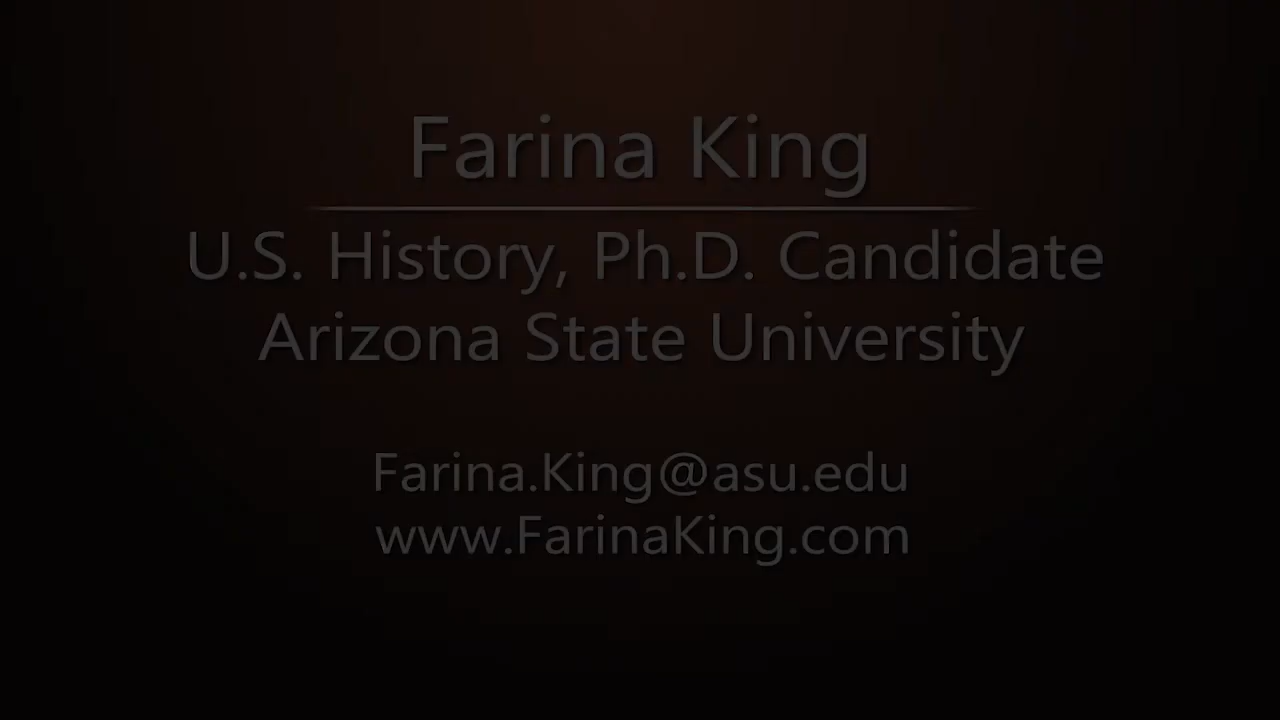 Farina King
U.S. History, Ph.D. Candidate
Arizona State University
Farina.King@asu.edu
www.FarinaKing.com